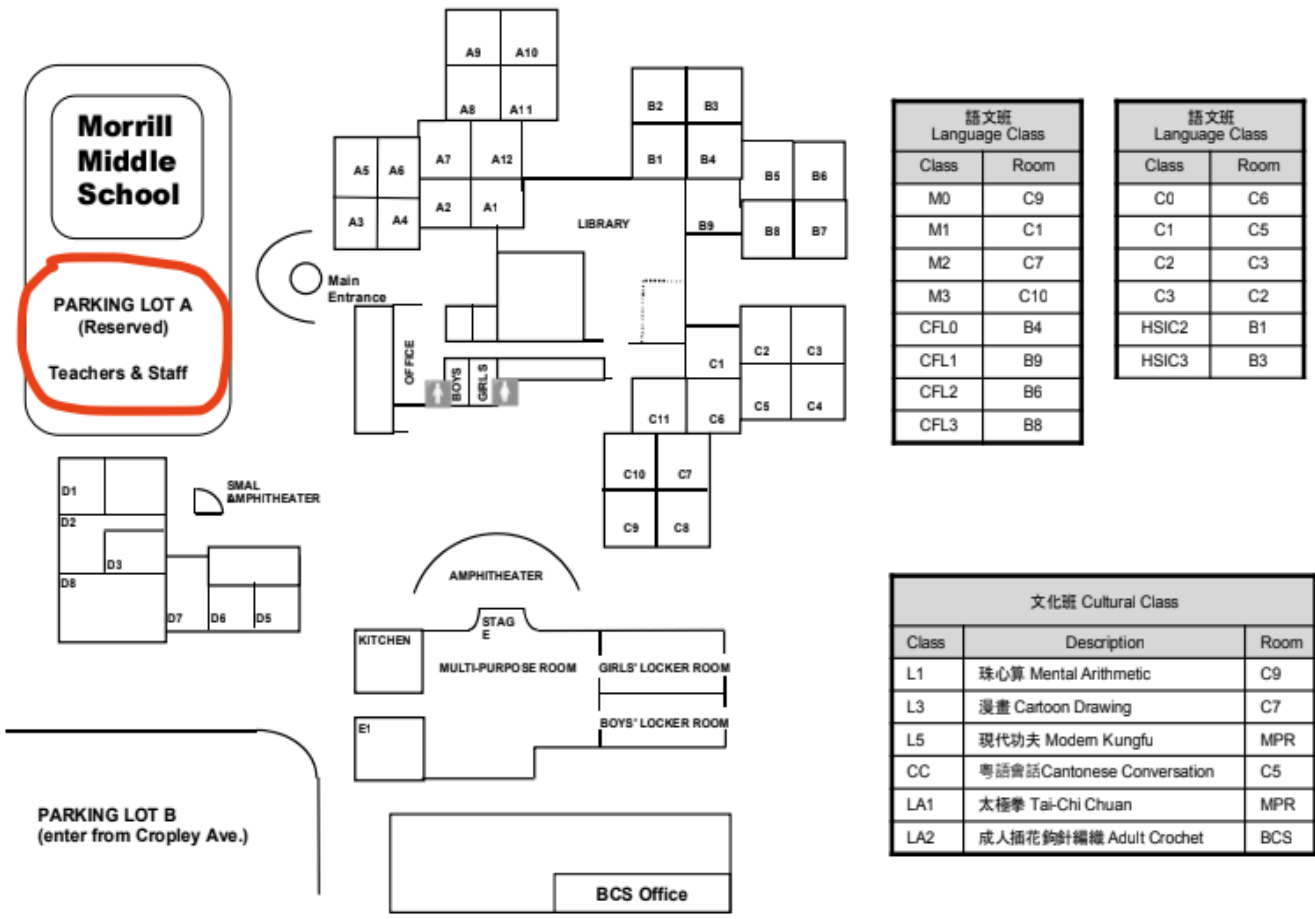 Morrill
Middle
School
PARKING LOT A
(Reserved)
Teachers & Staff
A9
A10
A8
A11
A5
A6
A7
A12
A3
A4
A2
A1
B2
B3
B1
B4
B5
B6
B9
B8
B7
LIBRARY
Main
Entrance
OFFICE
BOYS
GIRLS
C1
C2
C3
C5
C4
C11
C6
C10
C7
C9
C8
D1
D2
D3
D8
D7
D6
D5
SMAL
AMPHITHEATER
AMPHITHEATER
STAG
E
KITCHEN
MULTI-PURPOSE ROOM
GIRLS' LOCKER ROOM
BOYS' LOCKER ROOM
E1
PARKING LOT B
(enter from Cropley Ave.)
BCS Office
語文班
Language Class
Class Room
M0 C9
M1 C1
M2 C7
M3 C10
CFL0 B4
CFL1 B9
CFL2 B6
CFL3 B8
語文班
Language Class
Class Room
C0 C6
C1 C5
C2 C3
C3 C2
HSIC2 B1
HSIC3 B3
文化班 Cultural Class
Class Description Room
L1 珠心算 Mental Arithmetic C9
L3 漫畫 Cartoon Drawing C7
L5 現代功夫 Modern Kungfu MPR
CC 粵語會話Cantonese Conversation C5
LA1 太極拳 Tai-Chi Chuan MPR
LA2 成人插花鉤針編織 Adult Crochet BCS